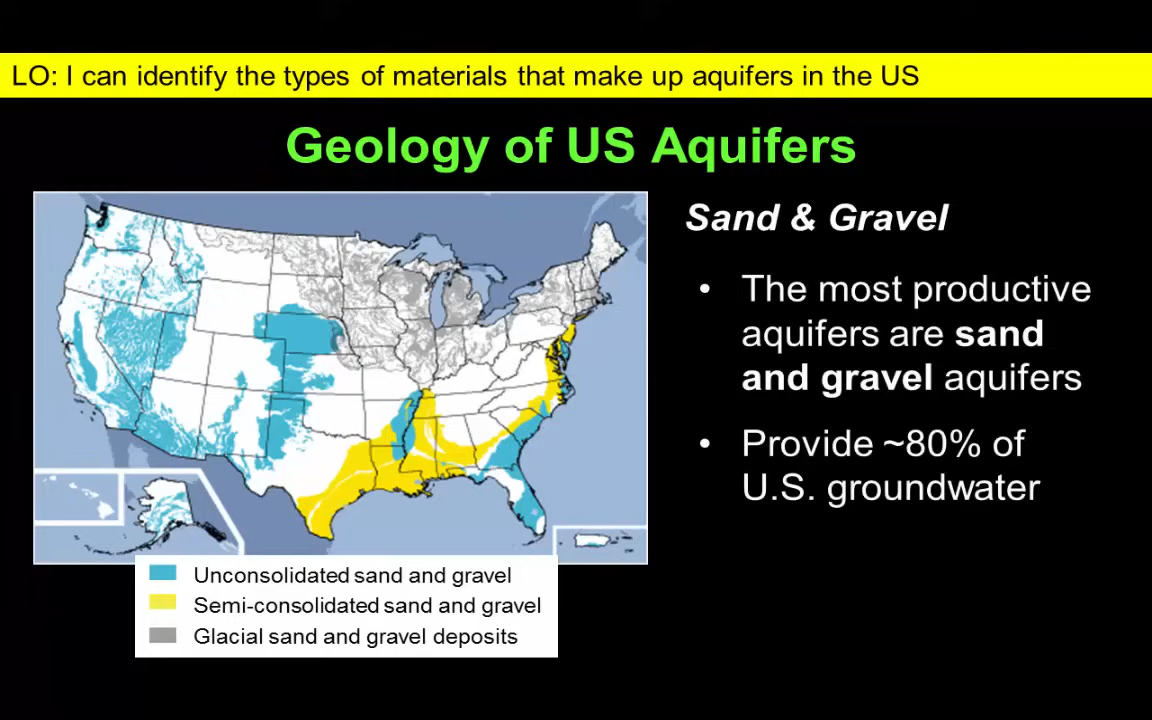 LO: I can identify the types of materials that make up aquifers in the US
Geology of US Aquifers
Sand & Gravel
• The most productive
aquifers are sand
and gravel aquifers
• Provide ~80% of
U.S. groundwater
Unconsolidated sand and gravel
Semi-consolidated sand and gravel
Glacial sand and gravel deposits